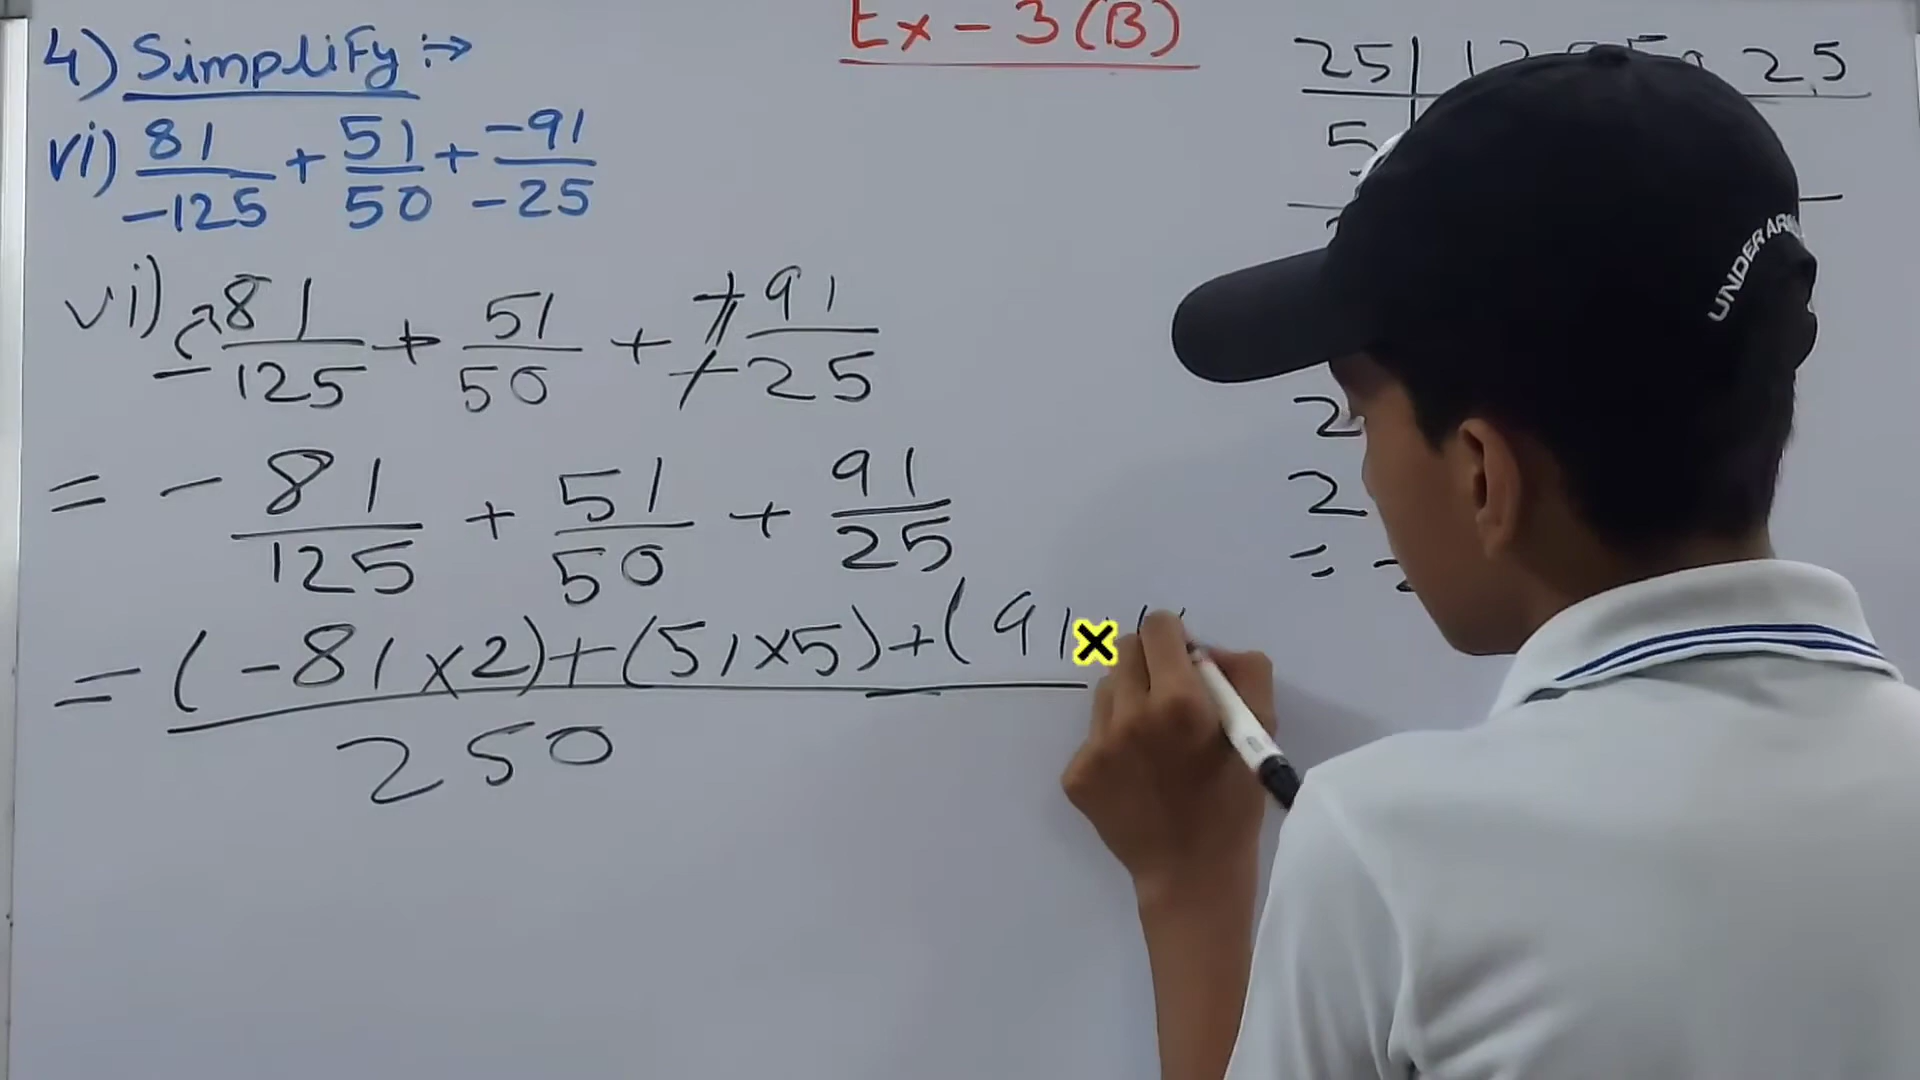 Ex - 3 (B)
4) Simplify :→
vi) 81/-125 + 51/50 + -91/-25
vi) - 81/125 + 51/50 + -91/-25
= - 81/125 + 51/50 + 91/25
= (-81×2)+(51×5)+(91×
250
25
25
5
2
2
=
UNDER